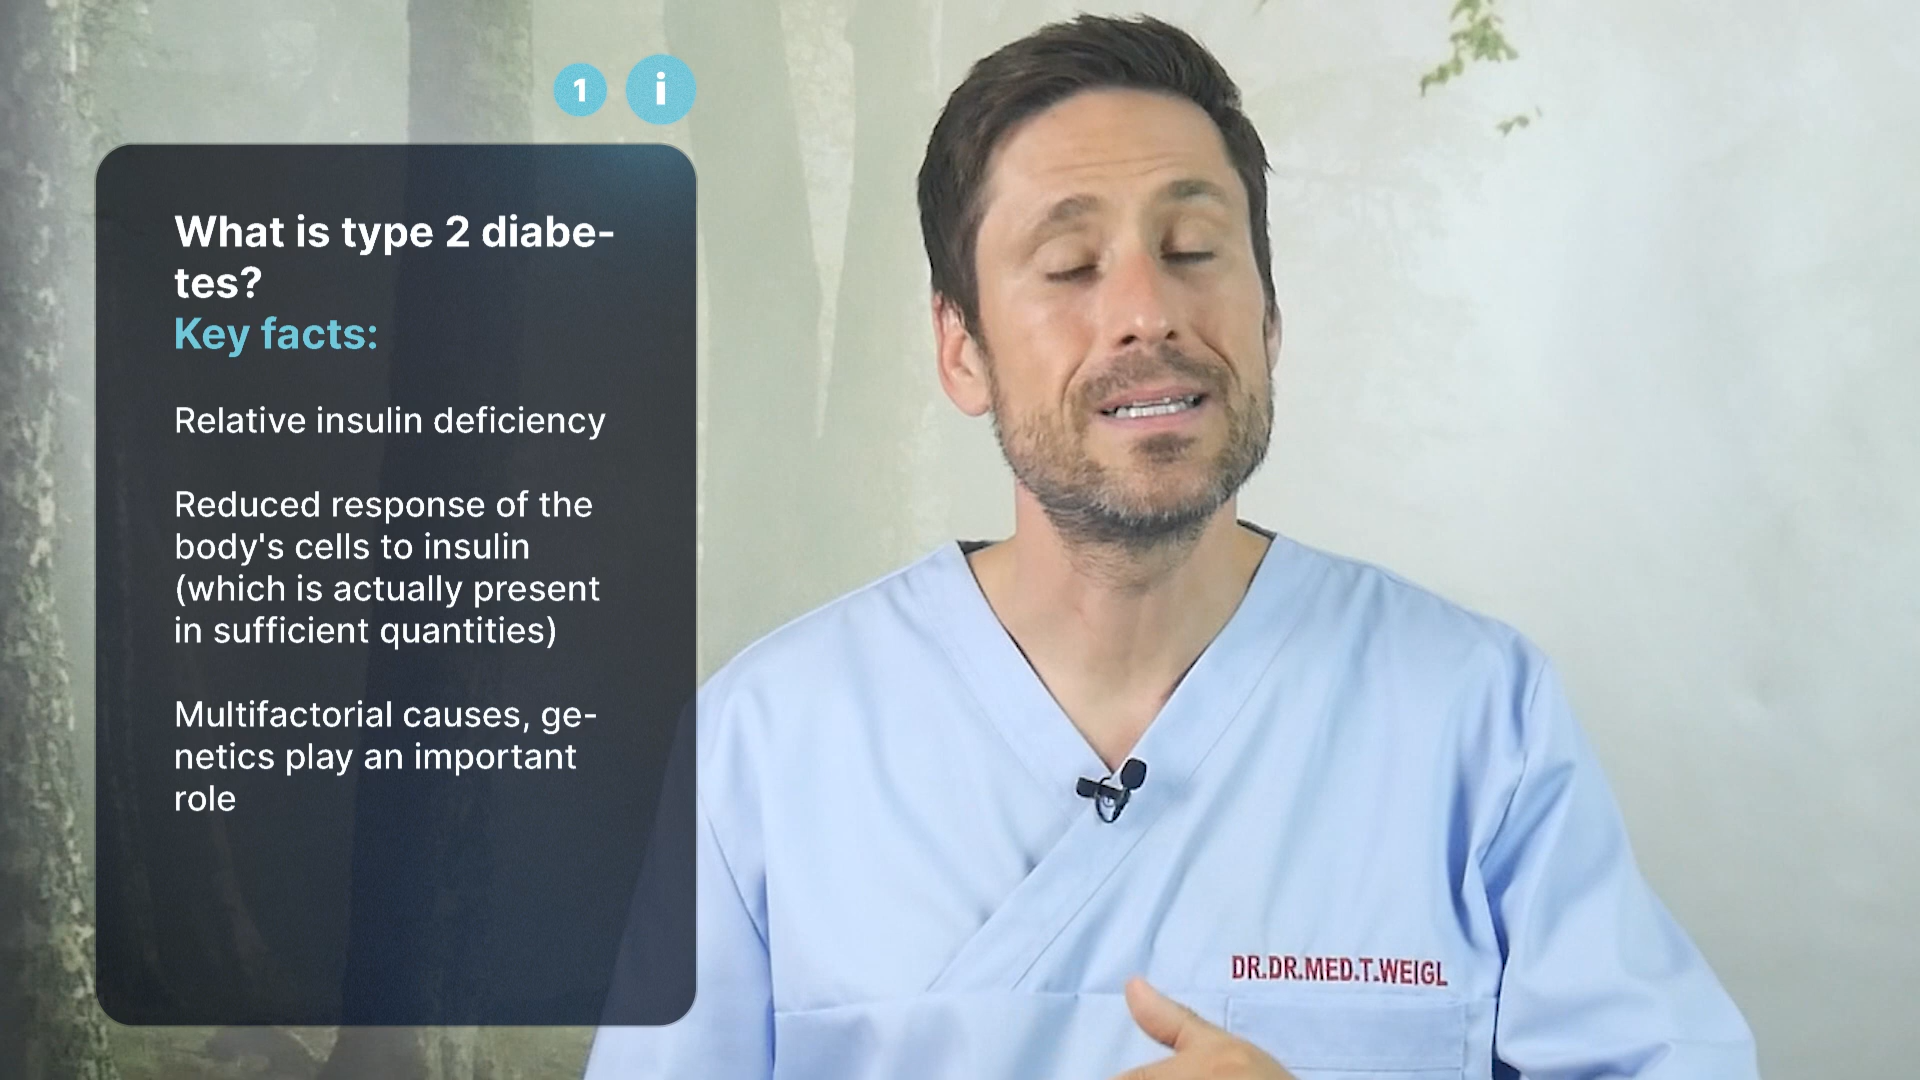 1 i
What is type 2 diabe-
tes?
Key facts:
Relative insulin deficiency
Reduced response of the
body's cells to insulin
(which is actually present
in sufficient quantities)
Multifactorial causes, ge-
netics play an important
role
DR.DR.MED.T.WEIGL